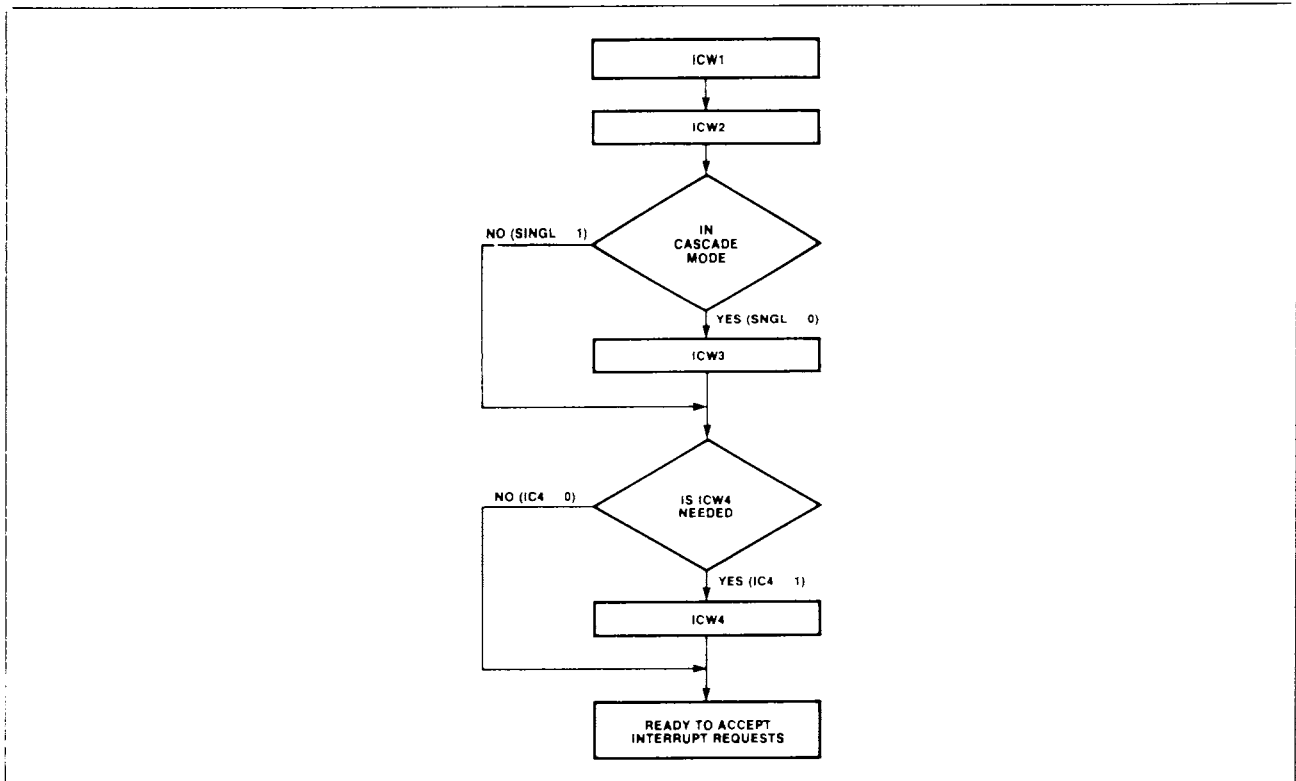 ICW1
ICW2
NO (SINGL 1)
IN
CASCADE
MODE
YES (SNGL 0)
ICW3
NO (IC4 0)
IS ICW4
NEEDED
YES (IC4 1)
ICW4
READY TO ACCEPT
INTERRUPT REQUESTS